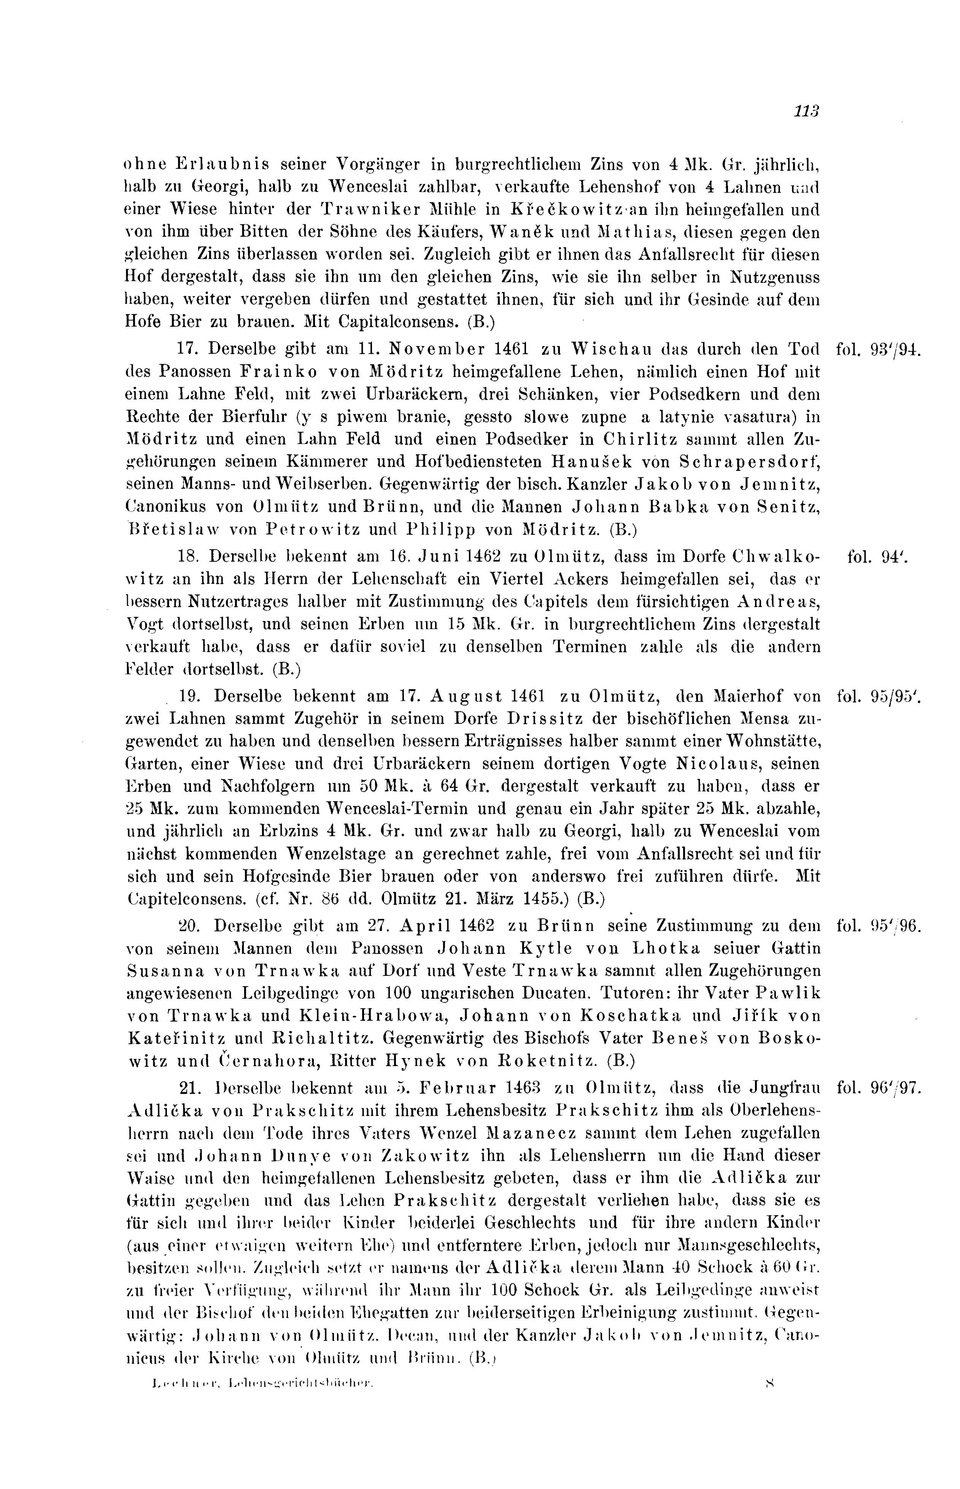 113
ohne Erlaubnis seiner Vorgänger in burgrechtlichem Zins von 4 Mk. Gr. jährlich,
halb zu Georgi, halb zu Wenceslai zahlbar, verkaufte Lehenshof von 4 Lahnen und
einer Wiese hinter der Trawniker Mühle in Křečkowitz an ihn heimgefallen und
von ihm über Bitten der Söhne des Käufers, Waněk und Mathias, diesen gegen den
gleichen Zins überlassen worden sei. Zugleich gibt er ihnen das Anfallsrecht für diesen
Hof dergestalt, dass sie ihn um den gleichen Zins, wie sie ihn selber in Nutzgenuss
haben, weiter vergeben dürfen und gestattet ihnen, für sich und ihr Gesinde auf dem
Hofe Bier zu brauen. Mit Capitalconsens. (B.)
17. Derselbe gibt am 11. November 1461 zu Wischau das durch den Tod fol. 93'/94.
des Panossen Frainko von Mödritz heimgefallene Lehen, nämlich einen Hof mit
einem Lahne Feld, mit zwei Urbaräckern, drei Schänken, vier Podsedkern und dem
Rechte der Bierfuhr (y s piwem branie, gessto slowe zupne a latynie vasatura) in
Mödritz und einen Lahn Feld und einen Podsedker in Chirlitz sammt allen Zu-
gehörungen seinem Kämmerer und Hofbediensteten Hanušek von Schrapersdorf,
seinen Manns- und Weibserben. Gegenwärtig der bisch. Kanzler Jakob von Jemnitz,
Canonikus von Olmütz und Brünn, und die Mannen Johann Babka von Senitz,
Břetislaw von Petrowitz und Philipp von Mödritz. (B.)
18. Derselbe bekennt am 16. Juni 1462 zu Olmütz, dass im Dorfe Chwalko- fol. 94'.
witz an ihn als Herrn der Lehenschaft ein Viertel Ackers heimgefallen sei, das er
bessern Nutzertrages halber mit Zustimmung des Capitels dem fürsichtigen Andreas,
Vogt dortselbst, und seinen Erben um 15 Mk. Gr. in burgrechtlichem Zins dergestalt
verkauft habe, dass er dafür soviel zu denselben Terminen zahle als die andern
Felder dortselbst. (B.)
19. Derselbe bekennt am 17. August 1461 zu Olmütz, den Maierhof von fol. 95/95'.
zwei Lahnen sammt Zugehör in seinem Dorfe Drissitz der bischöflichen Mensa zu-
gewendet zu haben und denselben bessern Erträgnisses halber sammt einer Wohnstätte,
Garten, einer Wiese und drei Urbaräckern seinem dortigen Vogte Nicolaus, seinen
Erben und Nachfolgern um 50 Mk. à 64 Gr. dergestalt verkauft zu haben, dass er
25 Mk. zum kommenden Wenceslai-Termin und genau ein Jahr später 25 Mk. abzahle,
und jährlich an Erbzins 4 Mk. Gr. und zwar halb zu Georgi, halb zu Wenceslai vom
nächst kommenden Wenzelstage an gerechnet zahle, frei vom Anfallsrecht sei und für
sich und sein Hofgesinde Bier brauen oder von anderswo frei zuführen dürfe. Mit
Capitelconsens. (cf. Nr. 86 dd. Olmütz 21. März 1455.) (B.)
20. Derselbe gibt am 27. April 1462 zu Brünn seine Zustimmung zu dem fol. 95'/96.
von seinem Mannen dem Panossen Johann Kytle von Lhotka seiner Gattin
Susanna von Trnawka auf Dorf und Veste Trnawka sammt allen Zugehörungen
angewiesenen Leibgedinge von 100 ungarischen Ducaten. Tutoren: ihr Vater Pawlik
von Trnawka und Klein-Hrabowa, Johann von Koschatka und Jiřík von
Kateřinitz und Richaltitz. Gegenwärtig des Bischofs Vater Beneš von Bosko-
witz und Černahora, Ritter Hynek von Roketnitz. (B.)
21. Derselbe bekennt am 5. Februar 1463 zu Olmütz, dass die Jungfrau fol. 96'/97.
Adlička von Prakschitz mit ihrem Lehensbesitz Prakschitz ihm als Oberlehens-
herrn nach dem Tode ihres Vaters Wenzel Mazanecz sammt dem Lehen zugefallen
sei und Johann Dunye von Zakowitz ihn als Lehensherrn um die Hand dieser
Waise und den heimgefallenen Lehensbesitz gebeten, dass er ihm die Adlička zur
Gattin gegeben und das Lehen Prakschitz dergestalt verliehen habe, dass sie es
für sich und ihrer beider Kinder beiderlei Geschlechts und für ihre andern Kinder
(aus einer etwaigen weitern Ehe) und entferntere Erben, jedoch nur Mannsgeschlechts,
besitzen sollen. Zugleich setzt er namens der Adlička derem Mann 40 Schock à 60 Gr.
zu freier Verfügung, während ihr Mann ihr 100 Schock Gr. als Leibgedinge anweist
und der Bischof den beiden Ehegatten zur beiderseitigen Erbeinigung zustimmt. Gegen-
wärtig: Johann von Olmütz, Decan, und der Kanzler Jakob von Jemnitz, Cano-
nicus der Kirche von Olmütz und Brünn. (B.)
Lechner, Lehensgerichtsbücher. 8